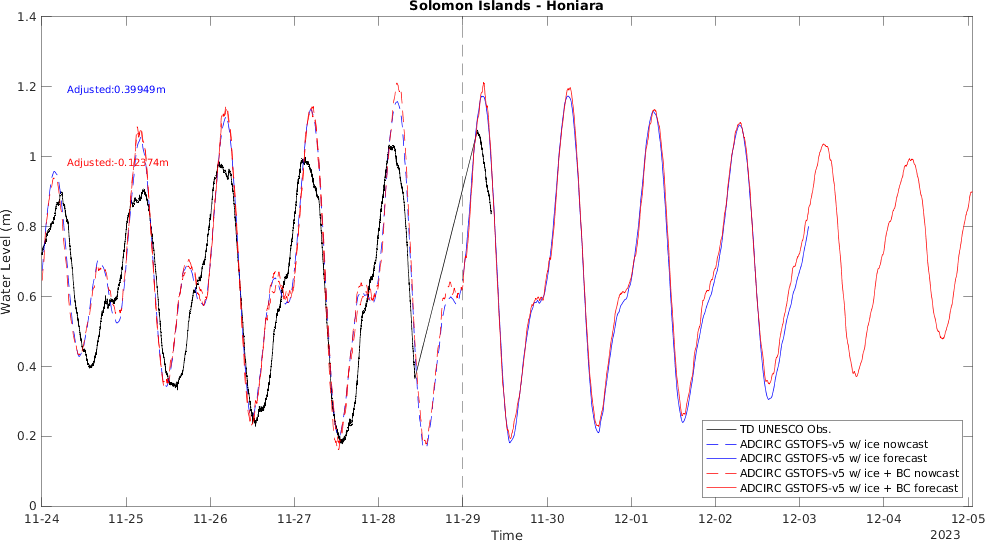 Solomon Islands - Honiara
1.4
1.2
1
0.8
0.6
0.4
0.2
0
Water Level (m)
Adjusted:0.39949m
Adjusted:-0.12374m
TD UNESCO Obs.
ADCIRC GSTOFS-v5 w/ ice nowcast
ADCIRC GSTOFS-v5 w/ ice forecast
ADCIRC GSTOFS-v5 w/ ice + BC nowcast
ADCIRC GSTOFS-v5 w/ ice + BC forecast
11-24 11-25 11-26 11-27 11-28 11-29 11-30 12-01 12-02 12-03 12-04 12-05
Time
2023